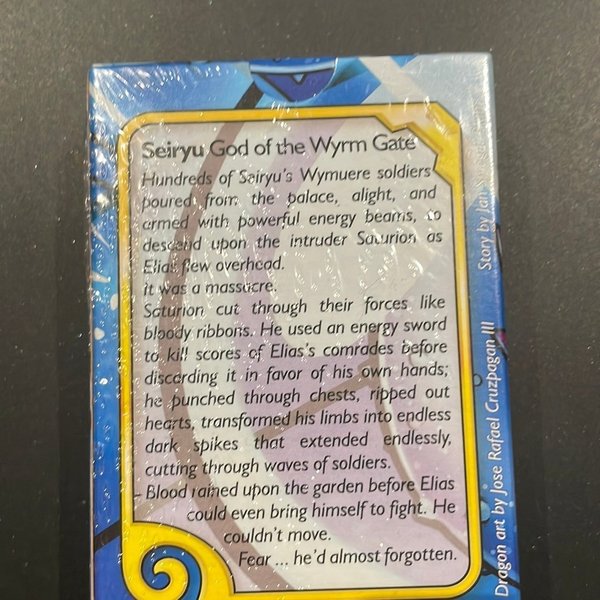 Seiryu God of the Wyrm Gate
Hundreds of Seiryu's Wymuere soldiers
poured from the palace, alight, and
armed with powerful energy beams, to
descend upon the intruder Saturion as
Elias flew overhead.
it was a massacre.
Saturion cut through their forces like
bloody ribbons. He used an energy sword
to kill scores of Elias's comrades before
discarding it in favor of his own hands;
he punched through chests, ripped out
hearts, transformed his limbs into endless
dark spikes that extended endlessly,
cutting through waves of soldiers.
Blood rained upon the garden before Elias
could even bring himself to fight. He
couldn't move.
Fear ... he'd almost forgotten.
Dragon art by Jose Rafael Cruzpagan III
Story by